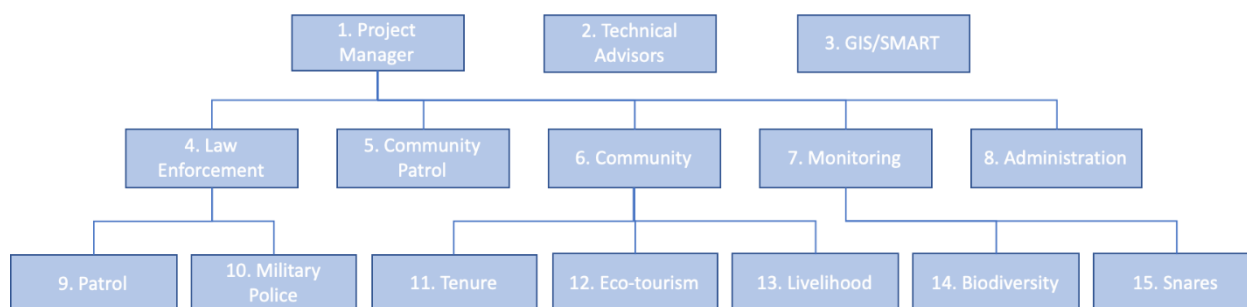 1. Project
Manager
2. Technical
Advisors
3. GIS/SMART
4. Law
Enforcement
5. Community
Patrol
6. Community
7. Monitoring
8. Administration
9. Patrol
10. Military
Police
11. Tenure
12. Eco-tourism
13. Livelihood
14. Biodiversity
15. Snares